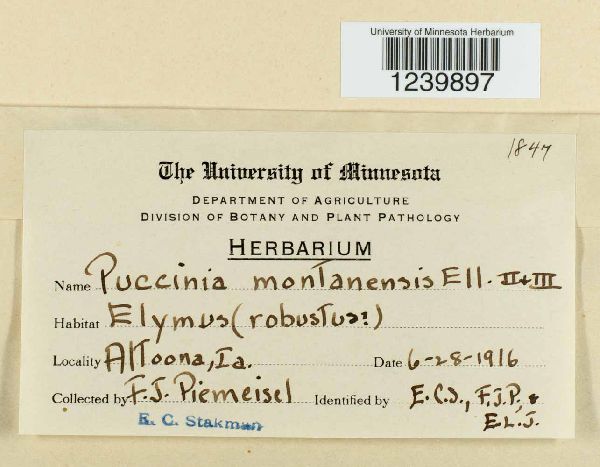 University of Minnesota Herbarium
1239897
1847
The University of Minnesota
DEPARTMENT OF AGRICULTURE
DIVISION OF BOTANY AND PLANT PATHOLOGY
HERBARIUM
Name Puccinia montanensis Ell. II+III
Habitat Elymus (robustus?)
Locality Altoona, Ia. Date 6-28-1916
Collected by F.J. Piemeisel Identified by E.C.S., F.J.P., &
E.L.J.
E. C. Stakman